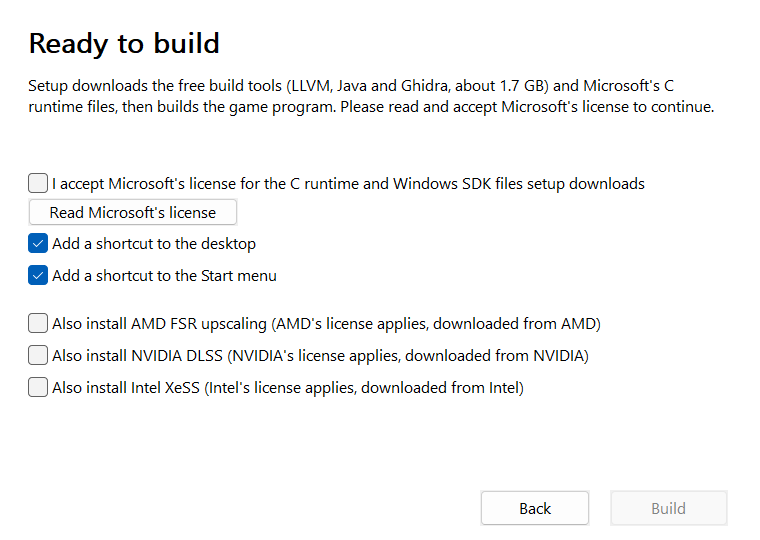 Ready to build
Setup downloads the free build tools (LLVM, Java and Ghidra, about 1.7 GB) and Microsoft's C
runtime files, then builds the game program. Please read and accept Microsoft's license to continue.
I accept Microsoft's license for the C runtime and Windows SDK files setup downloads
Read Microsoft's license
Add a shortcut to the desktop
Add a shortcut to the Start menu
Also install AMD FSR upscaling (AMD's license applies, downloaded from AMD)
Also install NVIDIA DLSS (NVIDIA's license applies, downloaded from NVIDIA)
Also install Intel XeSS (Intel's license applies, downloaded from Intel)
Back
Build